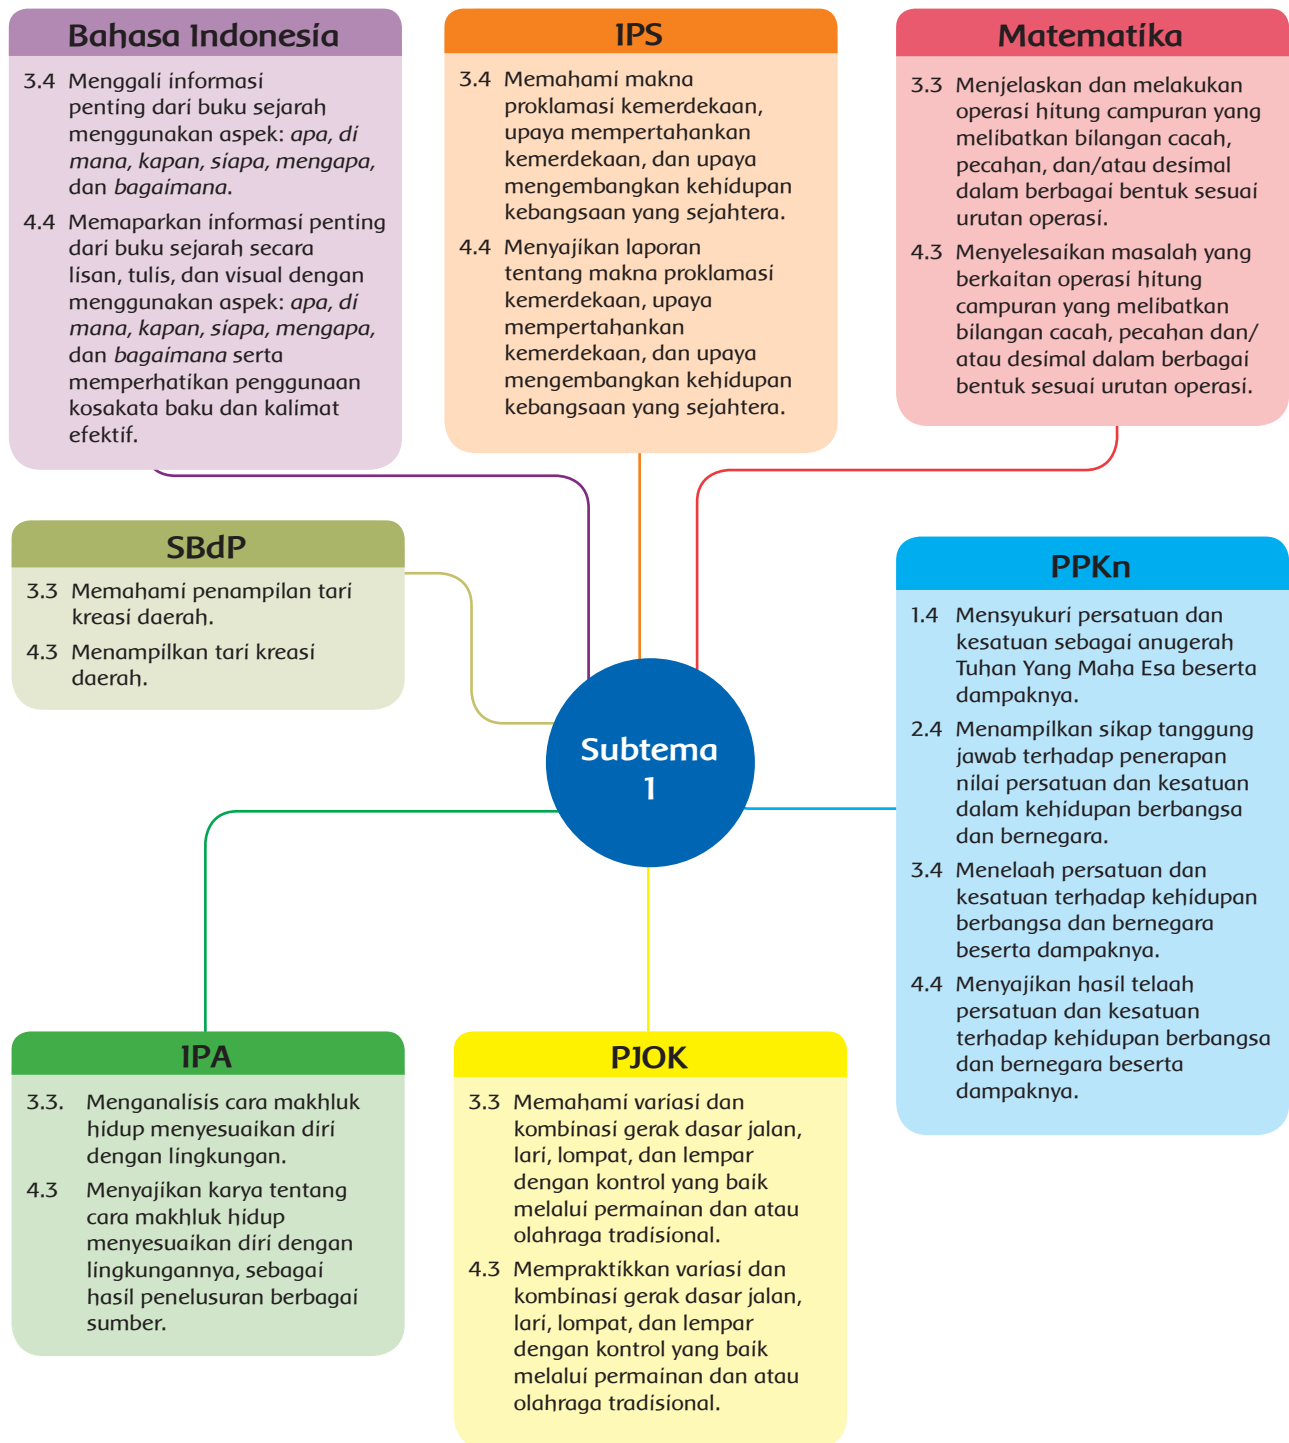 Bahasa Indonesia
3.4 Menggali informasi
penting dari buku sejarah
menggunakan aspek: apa, di
mana, kapan, siapa, mengapa,
dan bagaimana.
4.4 Memaparkan informasi penting
dari buku sejarah secara
lisan, tulis, dan visual dengan
menggunakan aspek: apa, di
mana, kapan, siapa, mengapa,
dan bagaimana serta
memperhatikan penggunaan
kosakata baku dan kalimat
efektif.
IPS
3.4 Memahami makna
proklamasi kemerdekaan,
upaya mempertahankan
kemerdekaan, dan upaya
mengembangkan kehidupan
kebangsaan yang sejahtera.
4.4 Menyajikan laporan
tentang makna proklamasi
kemerdekaan, upaya
mempertahankan
kemerdekaan, dan upaya
mengembangkan kehidupan
kebangsaan yang sejahtera.
Matematika
3.3 Menjelaskan dan melakukan
operasi hitung campuran yang
melibatkan bilangan cacah,
pecahan, dan/atau desimal
dalam berbagai bentuk sesuai
urutan operasi.
4.3 Menyelesaikan masalah yang
berkaitan operasi hitung
campuran yang melibatkan
bilangan cacah, pecahan dan/
atau desimal dalam berbagai
bentuk sesuai urutan operasi.
SBdP
3.3 Memahami penampilan tari
kreasi daerah.
4.3 Menampilkan tari kreasi
daerah.
Subtema
1
PPKn
1.4 Mensyukuri persatuan dan
kesatuan sebagai anugerah
Tuhan Yang Maha Esa beserta
dampaknya.
2.4 Menampilkan sikap tanggung
jawab terhadap penerapan
nilai persatuan dan kesatuan
dalam kehidupan berbangsa
dan bernegara.
3.4 Menelaah persatuan dan
kesatuan terhadap kehidupan
berbangsa dan bernegara
beserta dampaknya.
4.4 Menyajikan hasil telaah
persatuan dan kesatuan
terhadap kehidupan berbangsa
dan bernegara beserta
dampaknya.
IPA
3.3. Menganalisis cara makhluk
hidup menyesuaikan diri
dengan lingkungan.
4.3 Menyajikan karya tentang
cara makhluk hidup
menyesuaikan diri dengan
lingkungannya, sebagai
hasil penelusuran berbagai
sumber.
PJOK
3.3 Memahami variasi dan
kombinasi gerak dasar jalan,
lari, lompat, dan lempar
dengan kontrol yang baik
melalui permainan dan atau
olahraga tradisional.
4.3 Mempraktikkan variasi dan
kombinasi gerak dasar jalan,
lari, lompat, dan lempar
dengan kontrol yang baik
melalui permainan dan atau
olahraga tradisional.